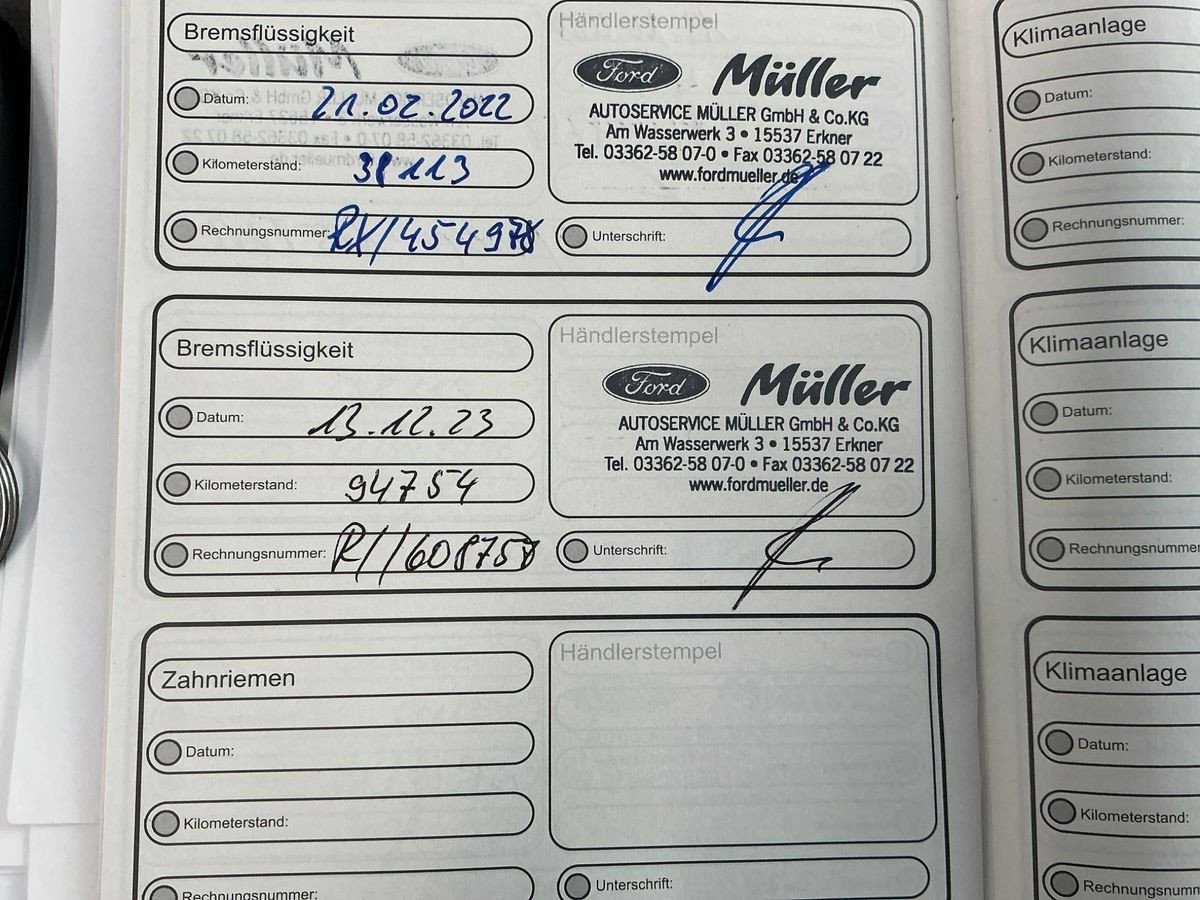 Bremsflüssigkeit
Datum: 21.02.2022
Kilometerstand: 38113
Rechnungsnummer:
Händlerstempel
Ford Müller
AUTOSERVICE MÜLLER GmbH & Co.KG
Am Wasserwerk 3 • 15537 Erkner
Tel. 03362-58 07-0 • Fax 03362-58 07 22
www.fordmueller.de
Unterschrift:
Bremsflüssigkeit
Datum: 13.12.23
Kilometerstand: 94754
Rechnungsnummer:
Händlerstempel
Ford Müller
AUTOSERVICE MÜLLER GmbH & Co.KG
Am Wasserwerk 3 • 15537 Erkner
Tel. 03362-58 07-0 • Fax 03362-58 07 22
www.fordmueller.de
Unterschrift:
Zahnriemen
Datum:
Kilometerstand:
Rechnungsnummer:
Händlerstempel
Unterschrift:
Klimaanlage
Datum:
Kilometerstand:
Rechnungsnummer:
Klimaanlage
Datum:
Kilometerstand:
Rechnungsnummer
Klimaanlage
Datum:
Kilometerstand:
Rechnungsnumm